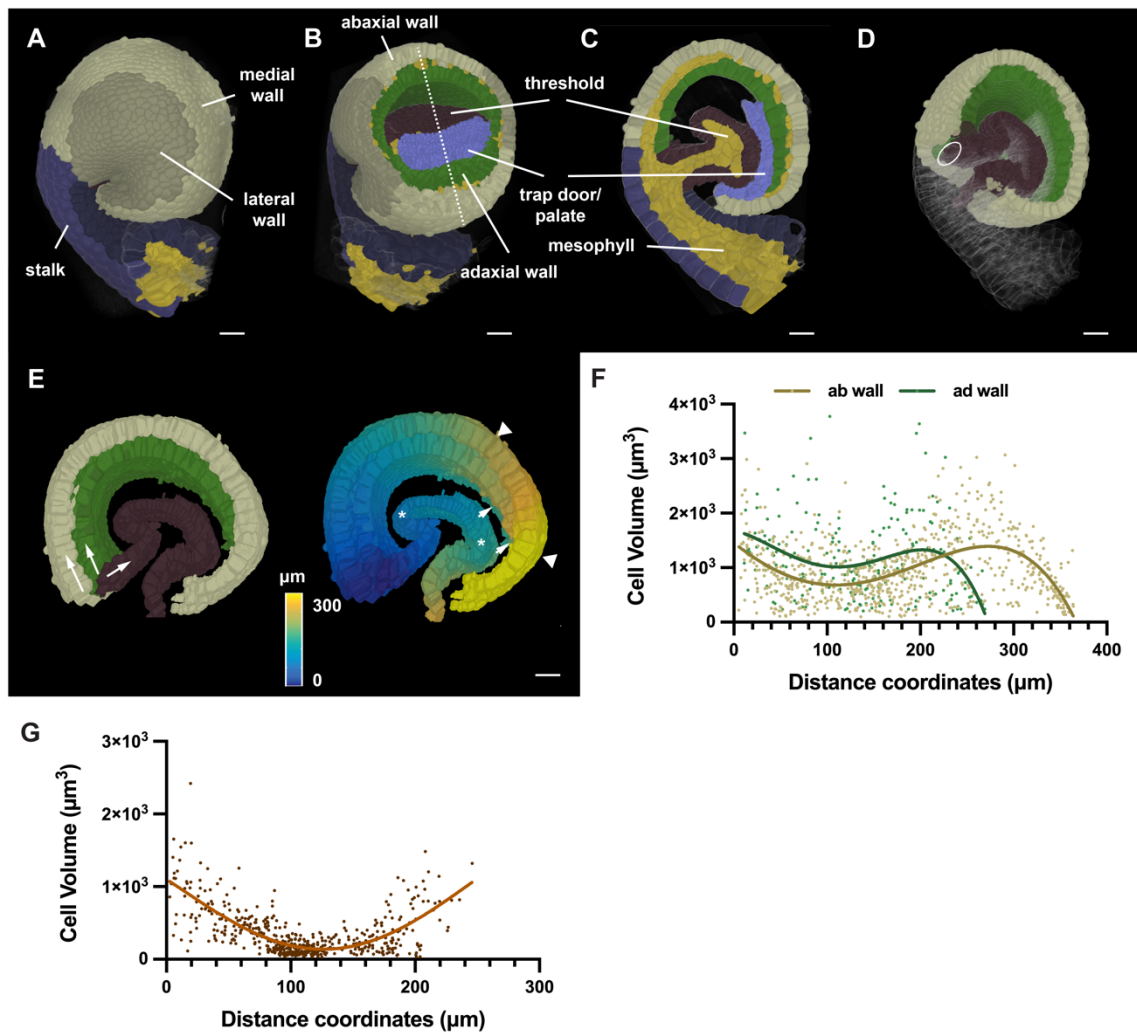 A
B
C
D
abaxial wall
medial
wall
threshold
lateral
wall
trap door/
palate
mesophyll
stalk
adaxial wall
E
µm
300
0
*
*
F
ab wall
ad wall
4×10³
3×10³
2×10³
1×10³
0
Cell Volume (µm³)
0
100
200
300
400
Distance coordinates (µm)
G
3×10³
2×10³
1×10³
0
Cell Volume (µm³)
0
100
200
300
Distance coordinates (µm)